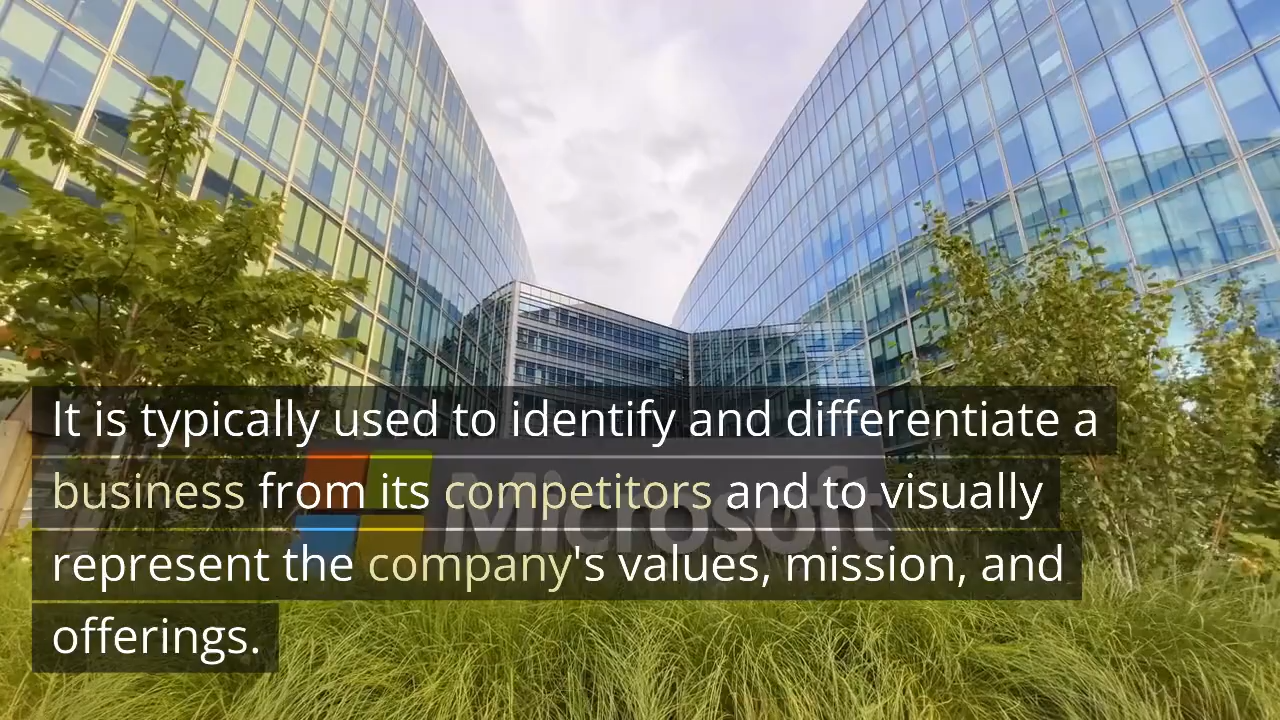 It is typically used to identify and differentiate a
business from its competitors and to visually
represent the company's values, mission, and
offerings.
Microsoft